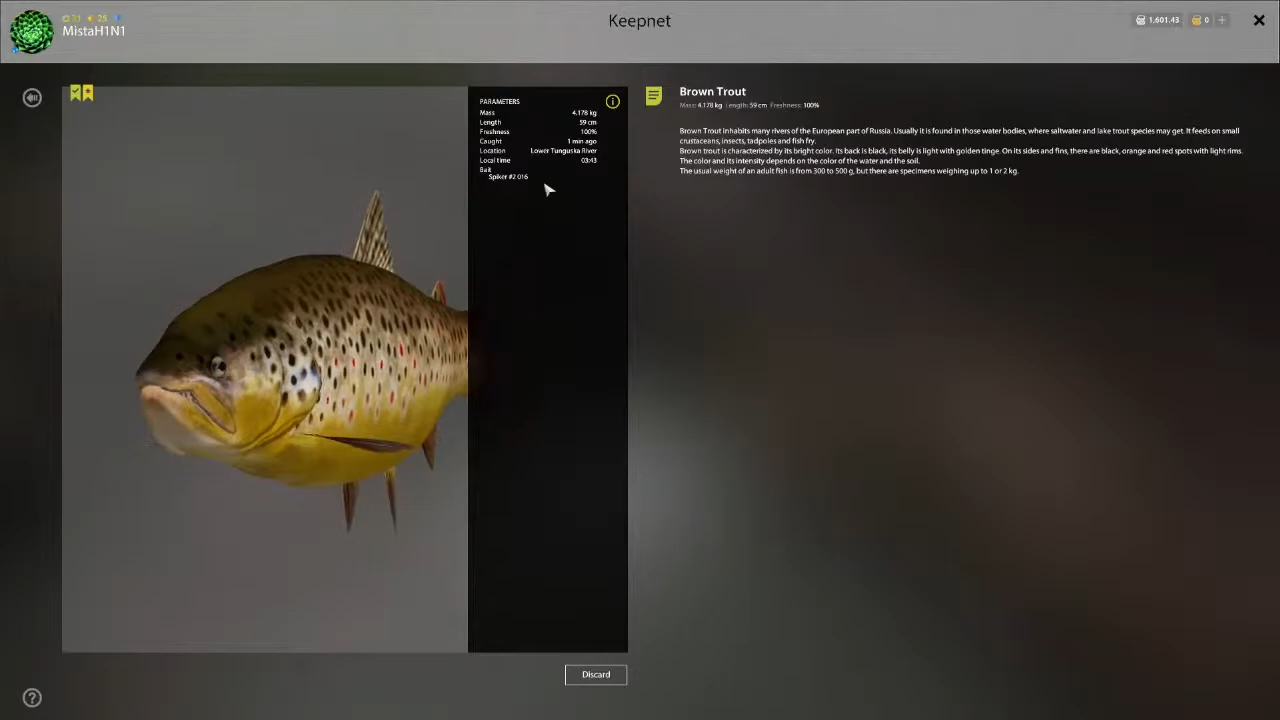 31 25
MistaH1N1
Keepnet
1,601.43 0 +
PARAMETERS
Mass 4.178 kg
Length 59 cm
Freshness 100%
Caught 1 min ago
Location Lower Tunguska River
Local time 03:43
Bait
Spiker #2 016
Brown Trout
Mass: 4.178 kg Length: 59 cm Freshness: 100%
Brown Trout inhabits many rivers of the European part of Russia. Usually it is found in those water bodies, where saltwater and lake trout species may get. It feeds on small
crustaceans, insects, tadpoles and fish fry.
Brown trout is characterized by its bright color. Its back is black, its belly is light with golden tinge. On its sides and fins, there are black, orange and red spots with light rims.
The color and its intensity depends on the color of the water and the soil.
The usual weight of an adult fish is from 300 to 500 g, but there are specimens weighing up to 1 or 2 kg.
Discard